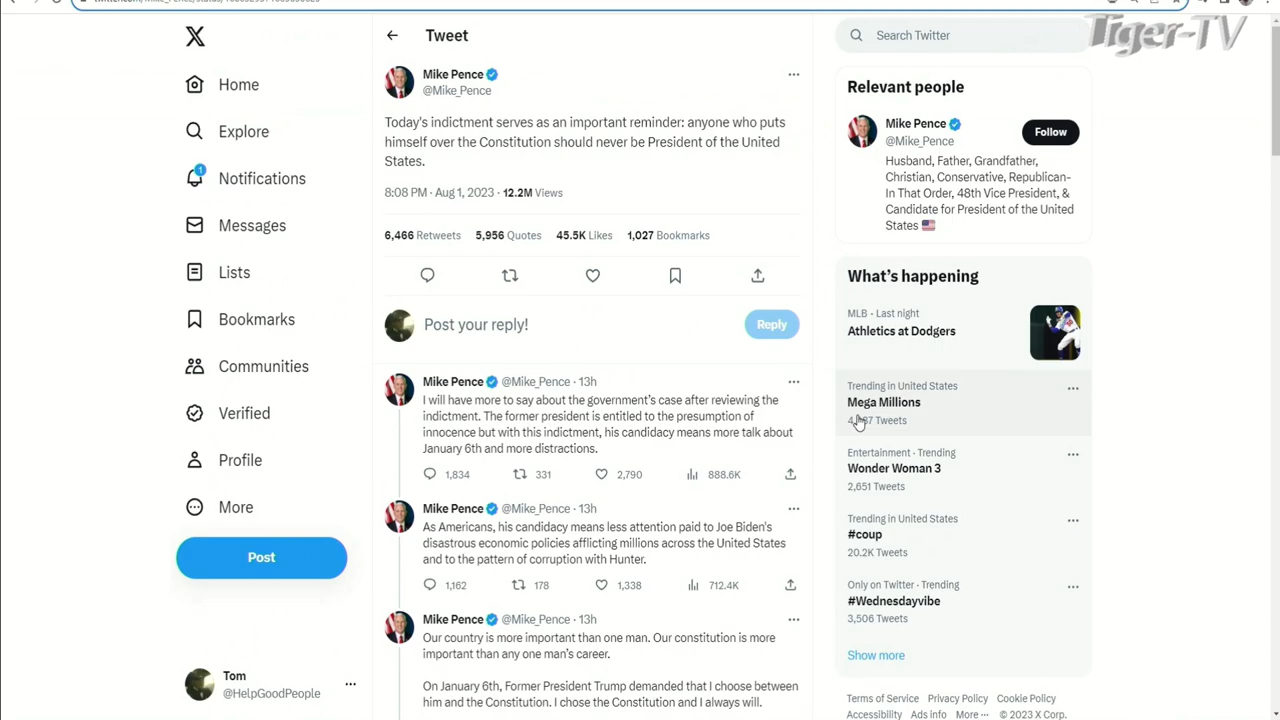 Tiger-TV
Tweet
Search Twitter
Home
Explore
1
Notifications
Messages
Lists
Bookmarks
Communities
Verified
Profile
More
Post
Tom
@HelpGoodPeople
Mike Pence
@Mike_Pence
Today's indictment serves as an important reminder: anyone who puts
himself over the Constitution should never be President of the United
States.
8:08 PM · Aug 1, 2023 · 12.2M Views
6,466 Retweets 5,956 Quotes 45.5K Likes 1,027 Bookmarks
Post your reply!
Reply
Mike Pence @Mike_Pence · 13h
I will have more to say about the government's case after reviewing the
indictment. The former president is entitled to the presumption of
innocence but with this indictment, his candidacy means more talk about
January 6th and more distractions.
1,834 331 2,790 888.6K
Mike Pence @Mike_Pence · 13h
As Americans, his candidacy means less attention paid to Joe Biden's
disastrous economic policies afflicting millions across the United States
and to the pattern of corruption with Hunter.
1,162 178 1,338 712.4K
Mike Pence @Mike_Pence · 13h
Our country is more important than one man. Our constitution is more
important than any one man's career.
On January 6th, Former President Trump demanded that I choose between
him and the Constitution. I chose the Constitution and I always will.
Relevant people
Mike Pence
@Mike_Pence
Follow
Husband, Father, Grandfather,
Christian, Conservative, Republican-
In That Order, 48th Vice President, &
Candidate for President of the United
States
What's happening
MLB · Last night
Athletics at Dodgers
Trending in United States
Mega Millions
Tweets
Entertainment · Trending
Wonder Woman 3
2,651 Tweets
Trending in United States
#coup
20.2K Tweets
Only on Twitter · Trending
#Wednesdayvibe
3,506 Tweets
Show more
Terms of Service Privacy Policy Cookie Policy
Accessibility Ads info More ··· © 2023 X Corp.